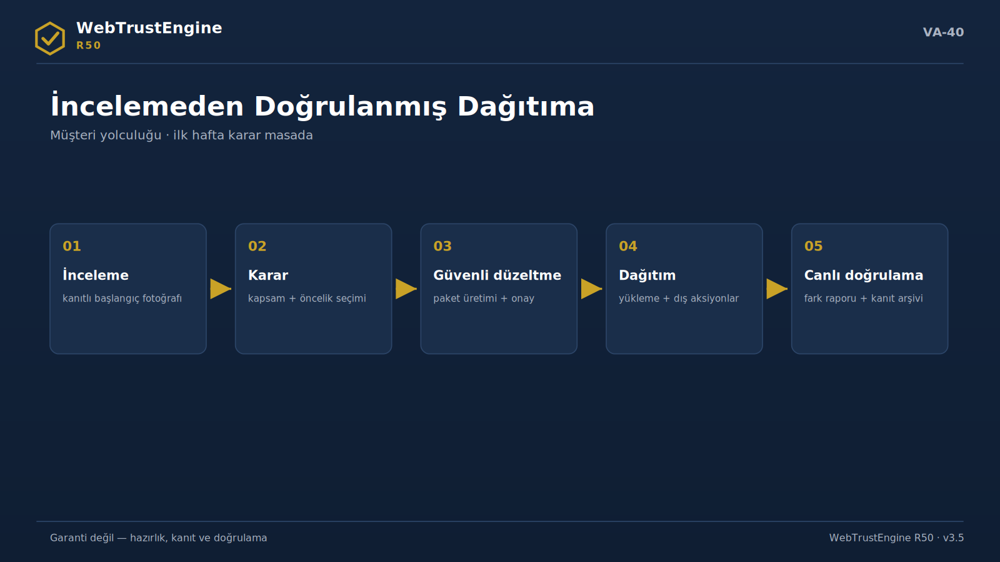 WebTrustEngine
R50
VA-40
İncelemeden Doğrulanmış Dağıtıma
Müşteri yolculuğu · ilk hafta karar masada
01
İnceleme
kanıtlı başlangıç fotoğrafı
02
Karar
kapsam + öncelik seçimi
03
Güvenli düzeltme
paket üretimi + onay
04
Dağıtım
yükleme + dış aksiyonlar
05
Canlı doğrulama
fark raporu + kanıt arşivi
Garanti değil — hazırlık, kanıt ve doğrulama
WebTrustEngine R50 · v3.5